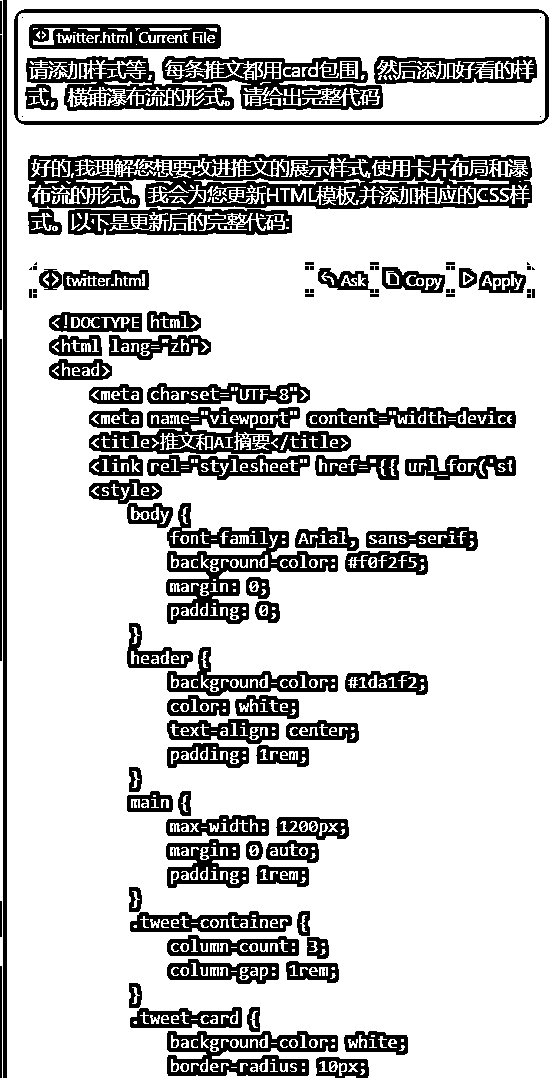 twitter.html Current File
请添加样式等，每条推文都用card包围，然后添加好看的样
式，横铺瀑布流的形式。请给出完整代码
好的,我理解您想要改进推文的展示样式,使用卡片布局和瀑
布流的形式。我会为您更新HTML模板,并添加相应的CSS样
式。以下是更新后的完整代码:
twitter.html Ask Copy Apply
<!DOCTYPE html>
<html lang="zh">
<head>
<meta charset="UTF-8">
<meta name="viewport" content="width=device
<title>推文和AI摘要</title>
<link rel="stylesheet" href="{{ url_for("st
<style>
body {
font-family: Arial, sans-serif;
background-color: #f0f2f5;
margin: 0;
padding: 0;
}
header {
background-color: #1da1f2;
color: white;
text-align: center;
padding: 1rem;
}
main {
max-width: 1200px;
margin: 0 auto;
padding: 1rem;
}
.tweet-container {
column-count: 3;
column-gap: 1rem;
}
.tweet-card {
background-color: white;
border-radius: 10px;